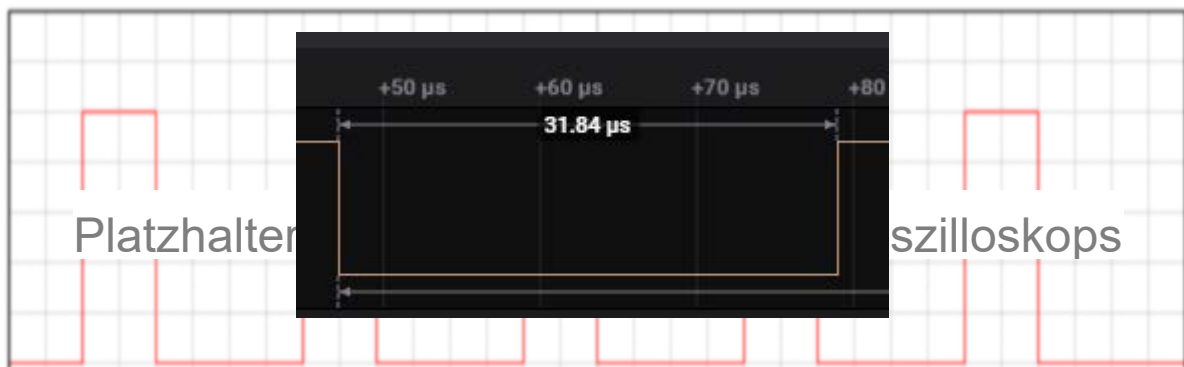 +50 µs +60 µs +70 µs +80
31.84 µs
Platzhalter szilloskops